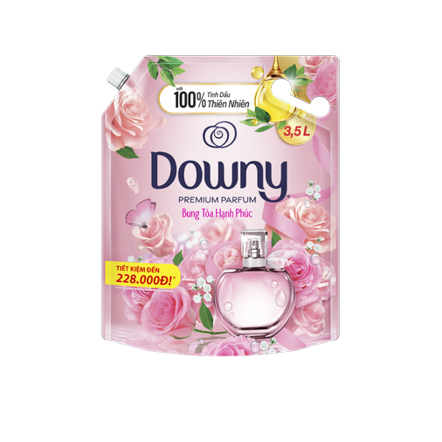 với
100% Tinh Dầu
Thiên Nhiên
3,5 L
Downy
PREMIUM PARFUM
Bung Tỏa Hạnh Phúc
TIẾT KIỆM ĐẾN
228.000Đ!*